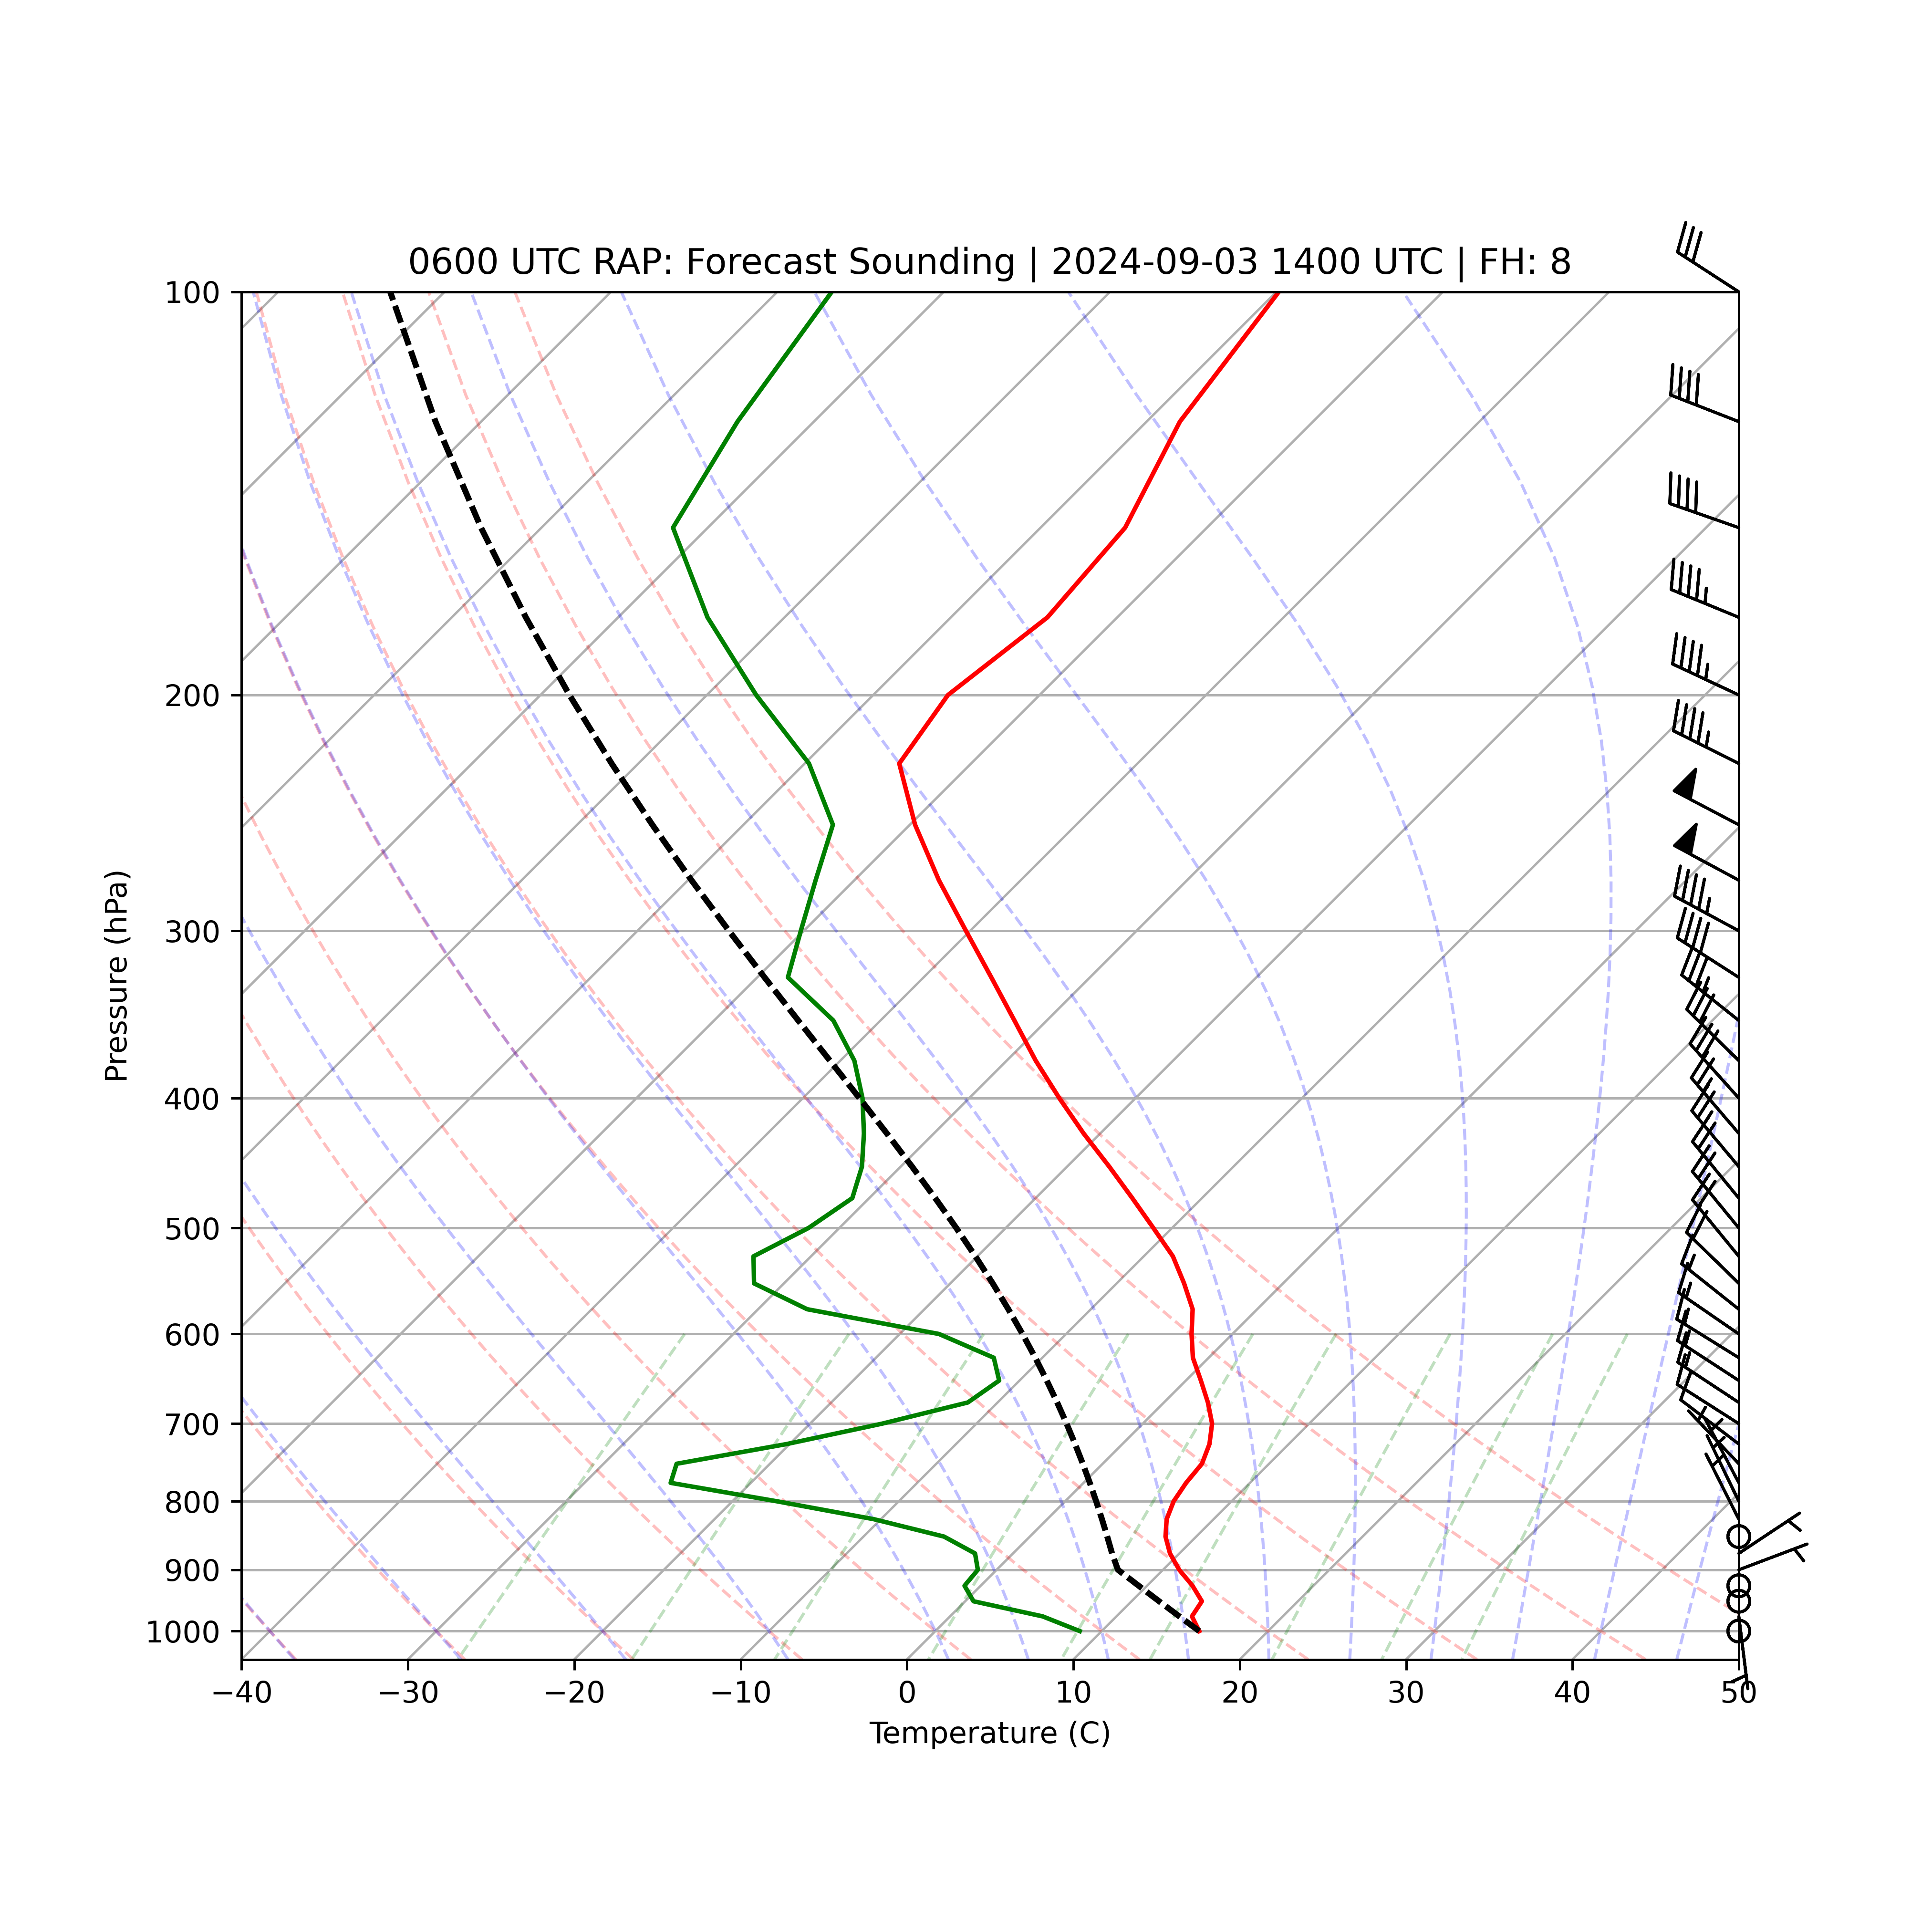 0600 UTC RAP: Forecast Sounding | 2024-09-03 1400 UTC | FH: 8
100
200
300
400
500
600
700
800
900
1000
Pressure (hPa)
−40 −30 −20 −10 0 10 20 30 40 50
Temperature (C)